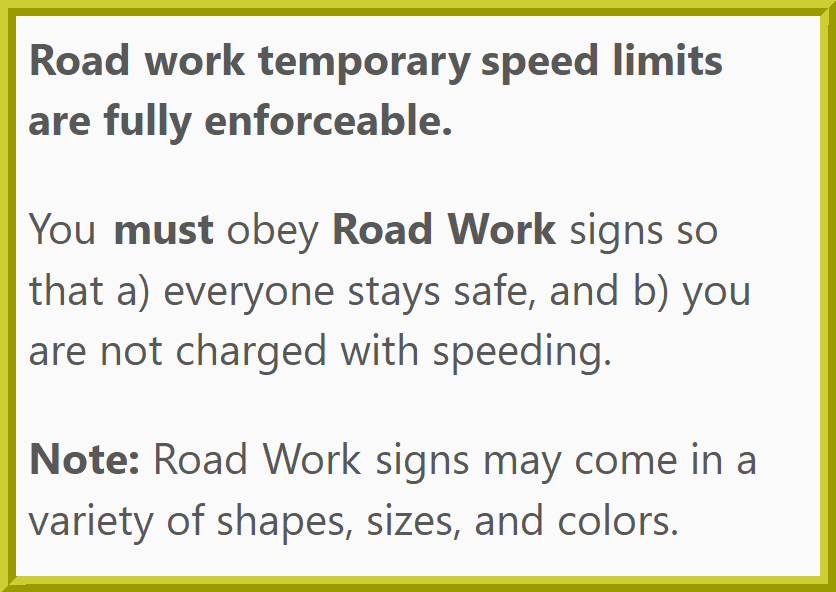 Road work temporary speed limits
are fully enforceable.
You must obey Road Work signs so
that a) everyone stays safe, and b) you
are not charged with speeding.
Note: Road Work signs may come in a
variety of shapes, sizes, and colors.